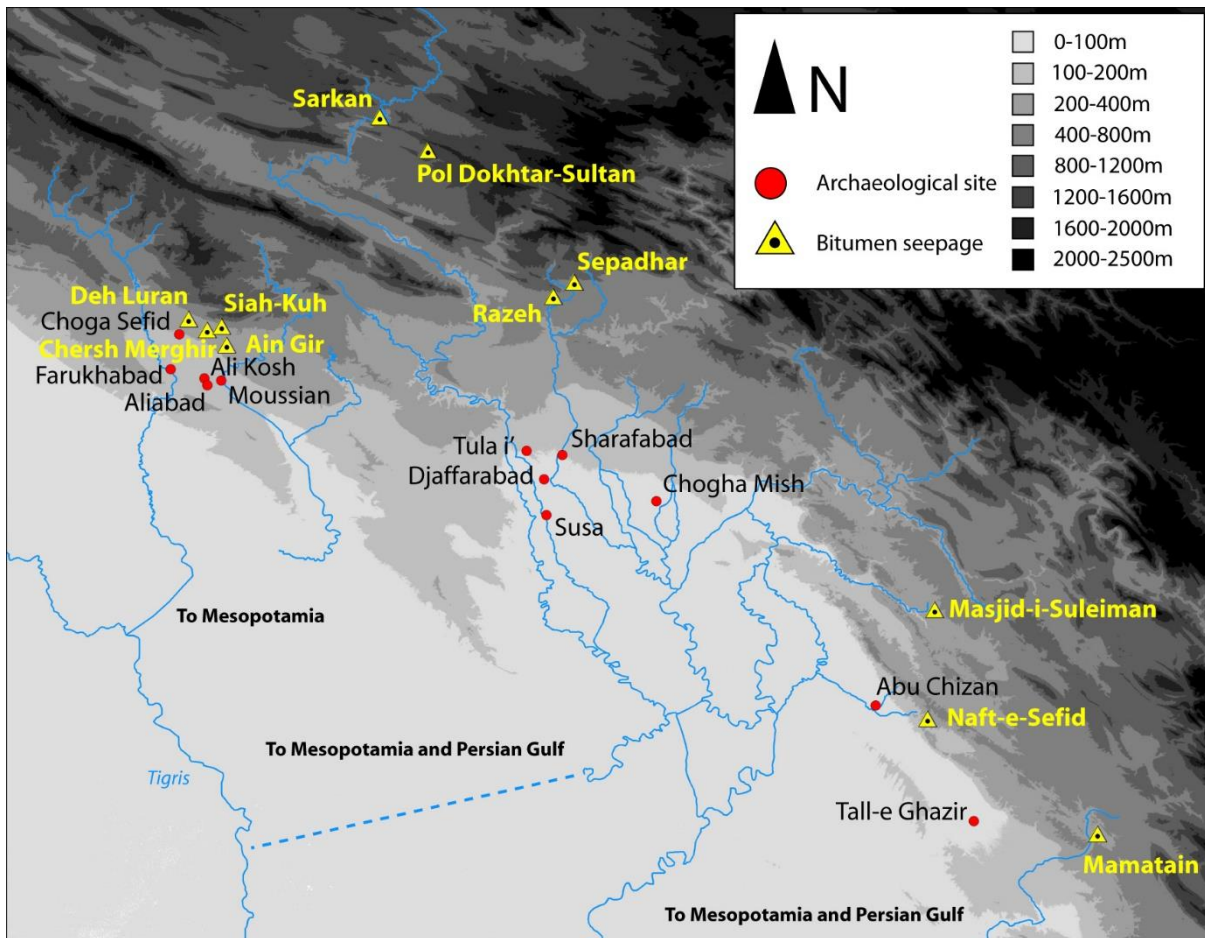 N
0-100m
100-200m
200-400m
400-800m
800-1200m
1200-1600m
1600-2000m
2000-2500m
Archaeological site
Bitumen seepage
Sarkan
Pol Dokhtar-Sultan
Sepadhar
Razeh
Deh Luran
Siah-Kuh
Choga Sefid
Chersh Merghir
Ain Gir
Farukhabad
Ali Kosh
Aliabad
Moussian
Tula i'
Sharafabad
Djaffarabad
Chogha Mish
Susa
To Mesopotamia
Masjid-i-Suleiman
Abu Chizan
Naft-e-Sefid
To Mesopotamia and Persian Gulf
Tigris
Tall-e Ghazir
Mamatain
To Mesopotamia and Persian Gulf